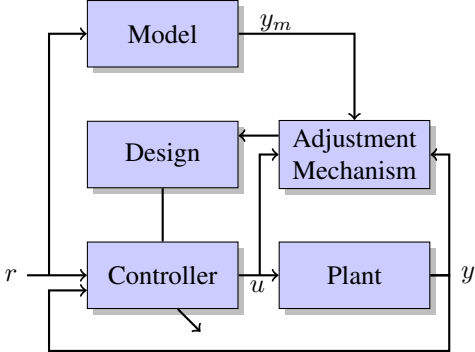 Model
y_m
Design
Adjustment
Mechanism
r
Controller
u
Plant
y